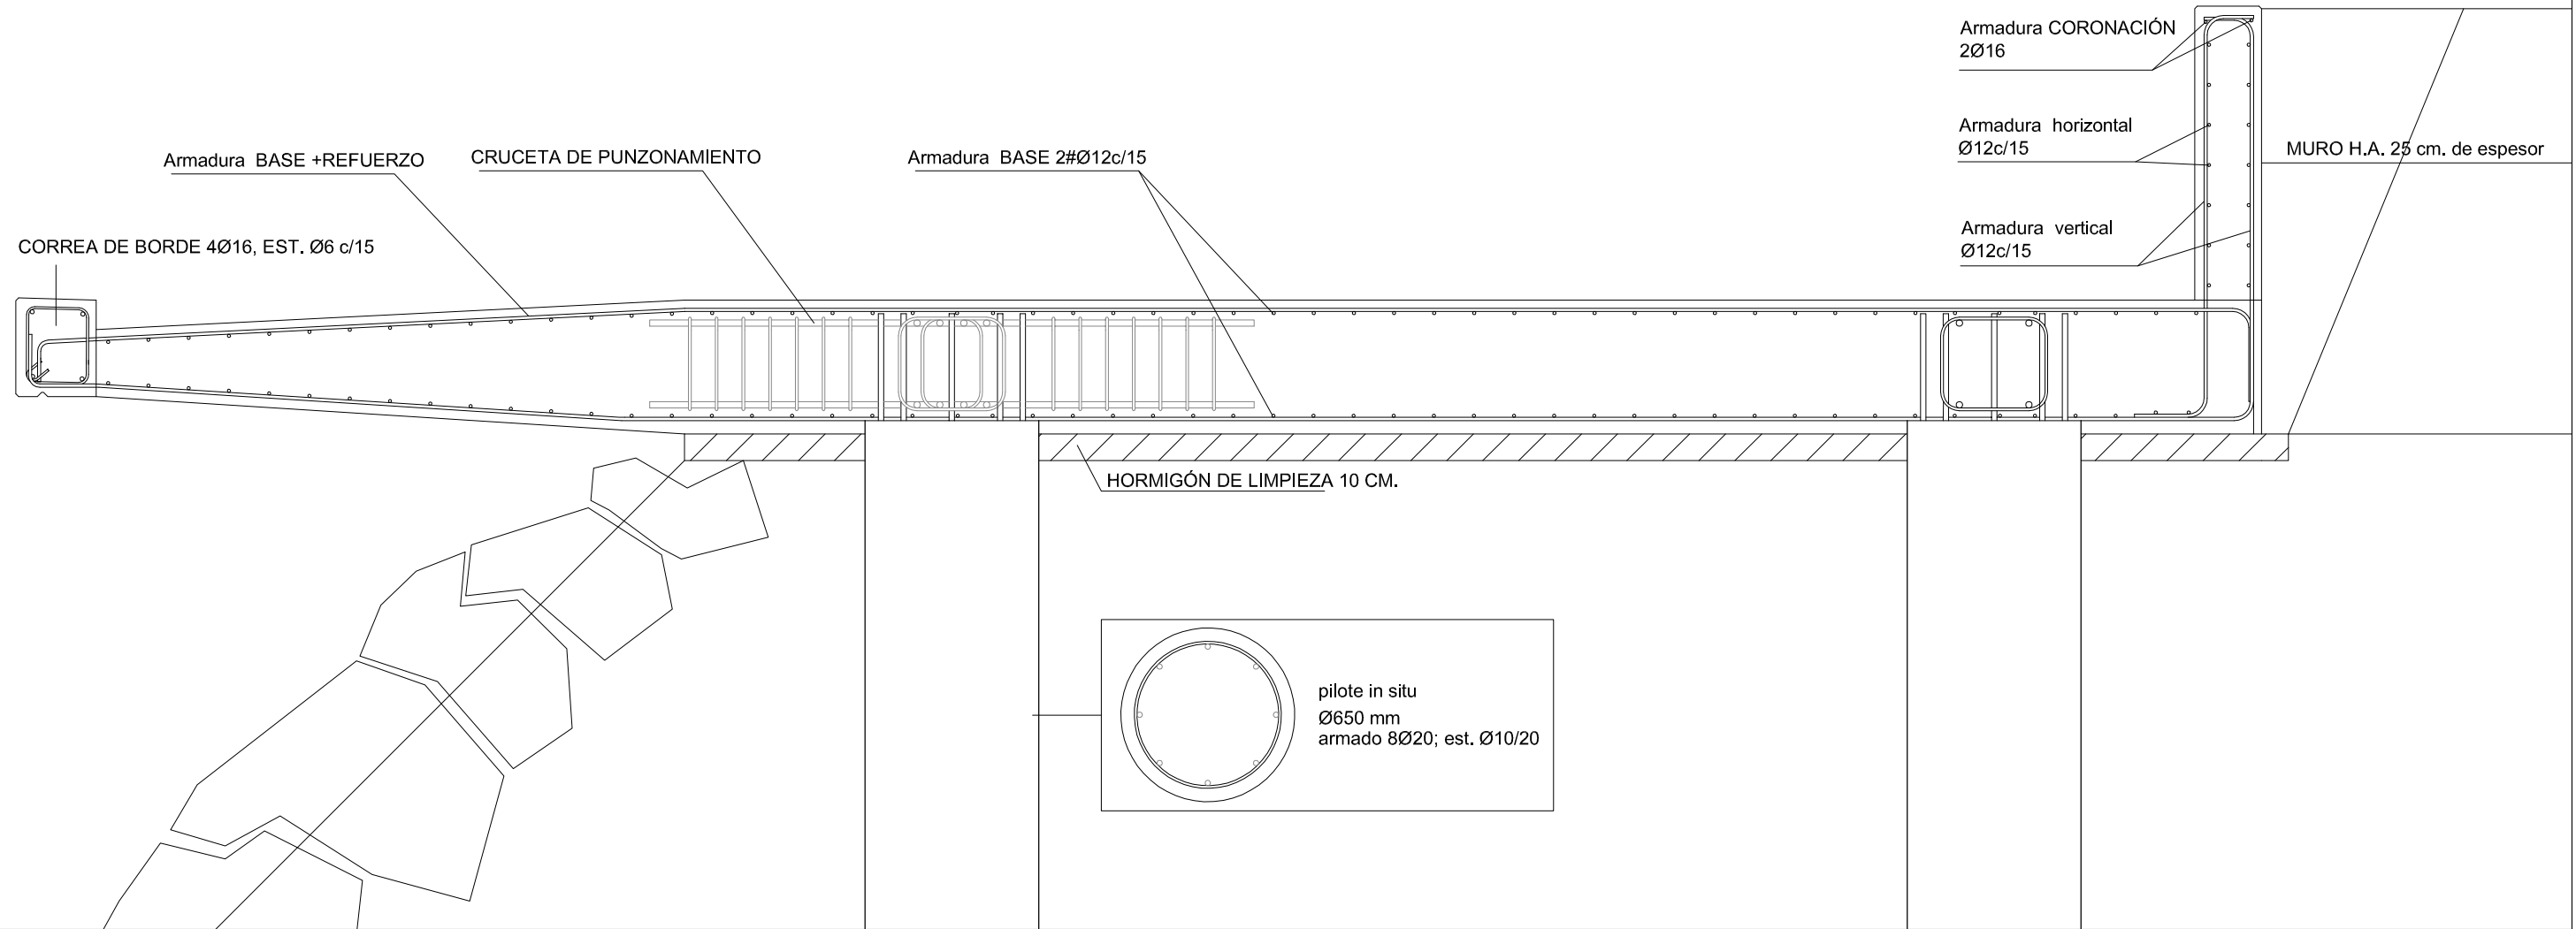 Armadura CORONACIÓN
2Ø16
Armadura horizontal
Ø12c/15
MURO H.A. 25 cm. de espesor
Armadura BASE +REFUERZO
CRUCETA DE PUNZONAMIENTO
Armadura BASE 2#Ø12c/15
Armadura vertical
Ø12c/15
CORREA DE BORDE 4Ø16, EST. Ø6 c/15
HORMIGÓN DE LIMPIEZA 10 CM.
pilote in situ
Ø650 mm
armado 8Ø20; est. Ø10/20